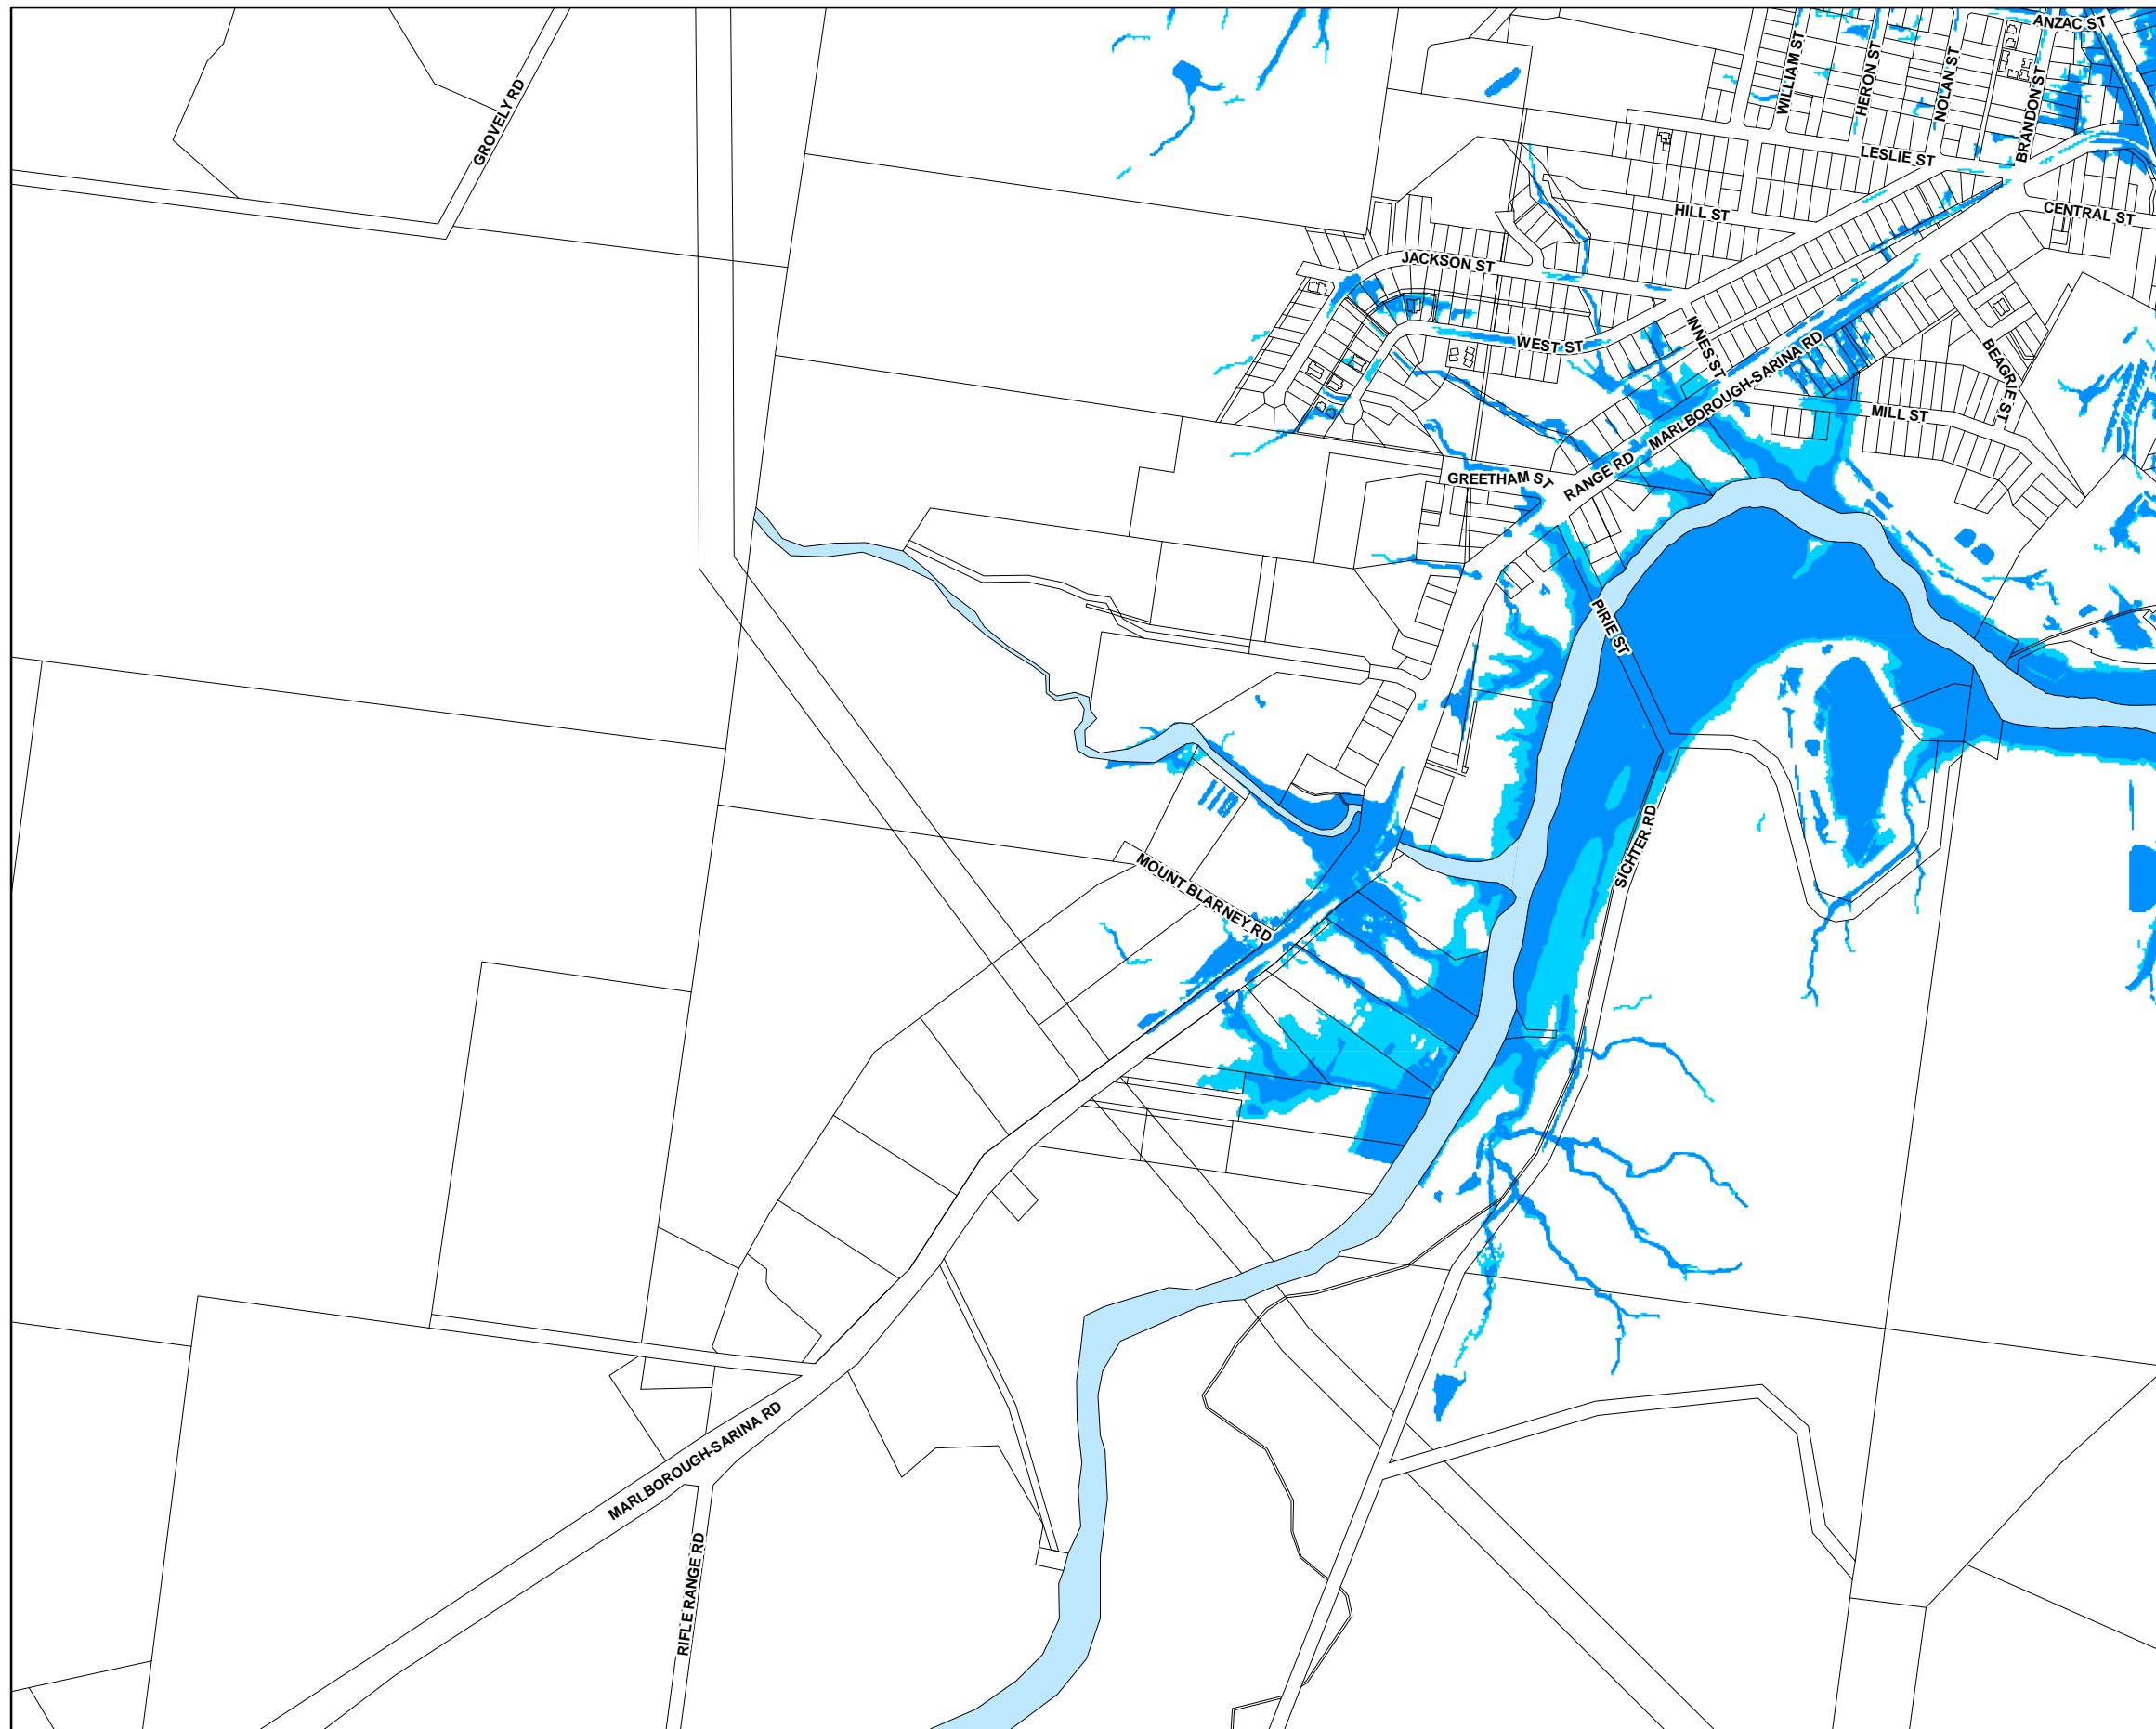 ANZAC ST
WILLIAM ST
HERON ST
NOLAN ST
BRANDON ST
GROVELY RD
LESLIE ST
HILL ST
CENTRAL ST
JACKSON ST
WEST ST
INNES ST
BEAGRIE ST
MARLBOROUGH-SARINA RD
MILL ST
RANGE RD
GREETHAM ST
PIRIE ST
SICHTER RD
MOUNT BLARNEY RD
MARLBOROUGH-SARINA RD
RIFLE RANGE RD